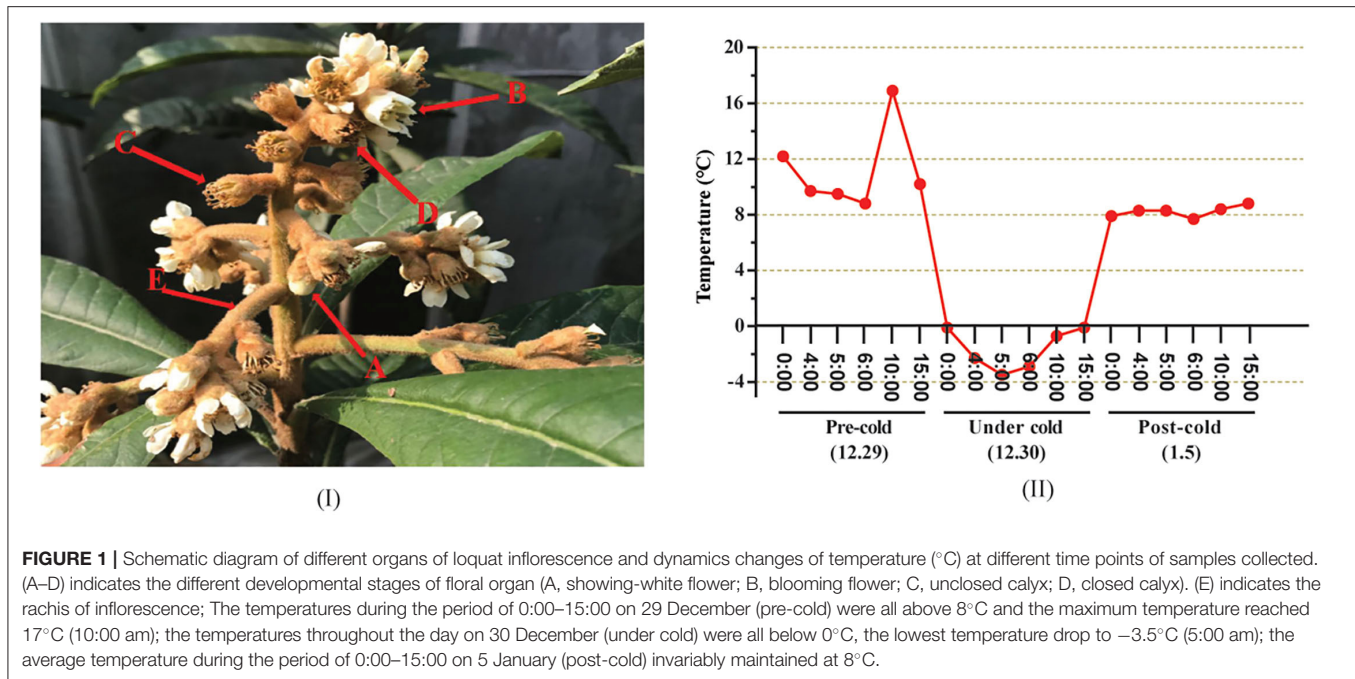 B
C
D
E
A
(I)
Temperature (°C)
20
16
12
8
4
0
-4
0:00
4:00
5:00
6:00
10:00
15:00
0:00
4:00
5:00
6:00
10:00
15:00
0:00
4:00
5:00
6:00
10:00
15:00
Pre-cold
(12.29)
Under cold
(12.30)
Post-cold
(1.5)
(II)
FIGURE 1 | Schematic diagram of different organs of loquat inflorescence and dynamics changes of temperature (°C) at different time points of samples collected.
(A–D) indicates the different developmental stages of floral organ (A, showing-white flower; B, blooming flower; C, unclosed calyx; D, closed calyx). (E) indicates the
rachis of inflorescence; The temperatures during the period of 0:00–15:00 on 29 December (pre-cold) were all above 8°C and the maximum temperature reached
17°C (10:00 am); the temperatures throughout the day on 30 December (under cold) were all below 0°C, the lowest temperature drop to −3.5°C (5:00 am); the
average temperature during the period of 0:00–15:00 on 5 January (post-cold) invariably maintained at 8°C.